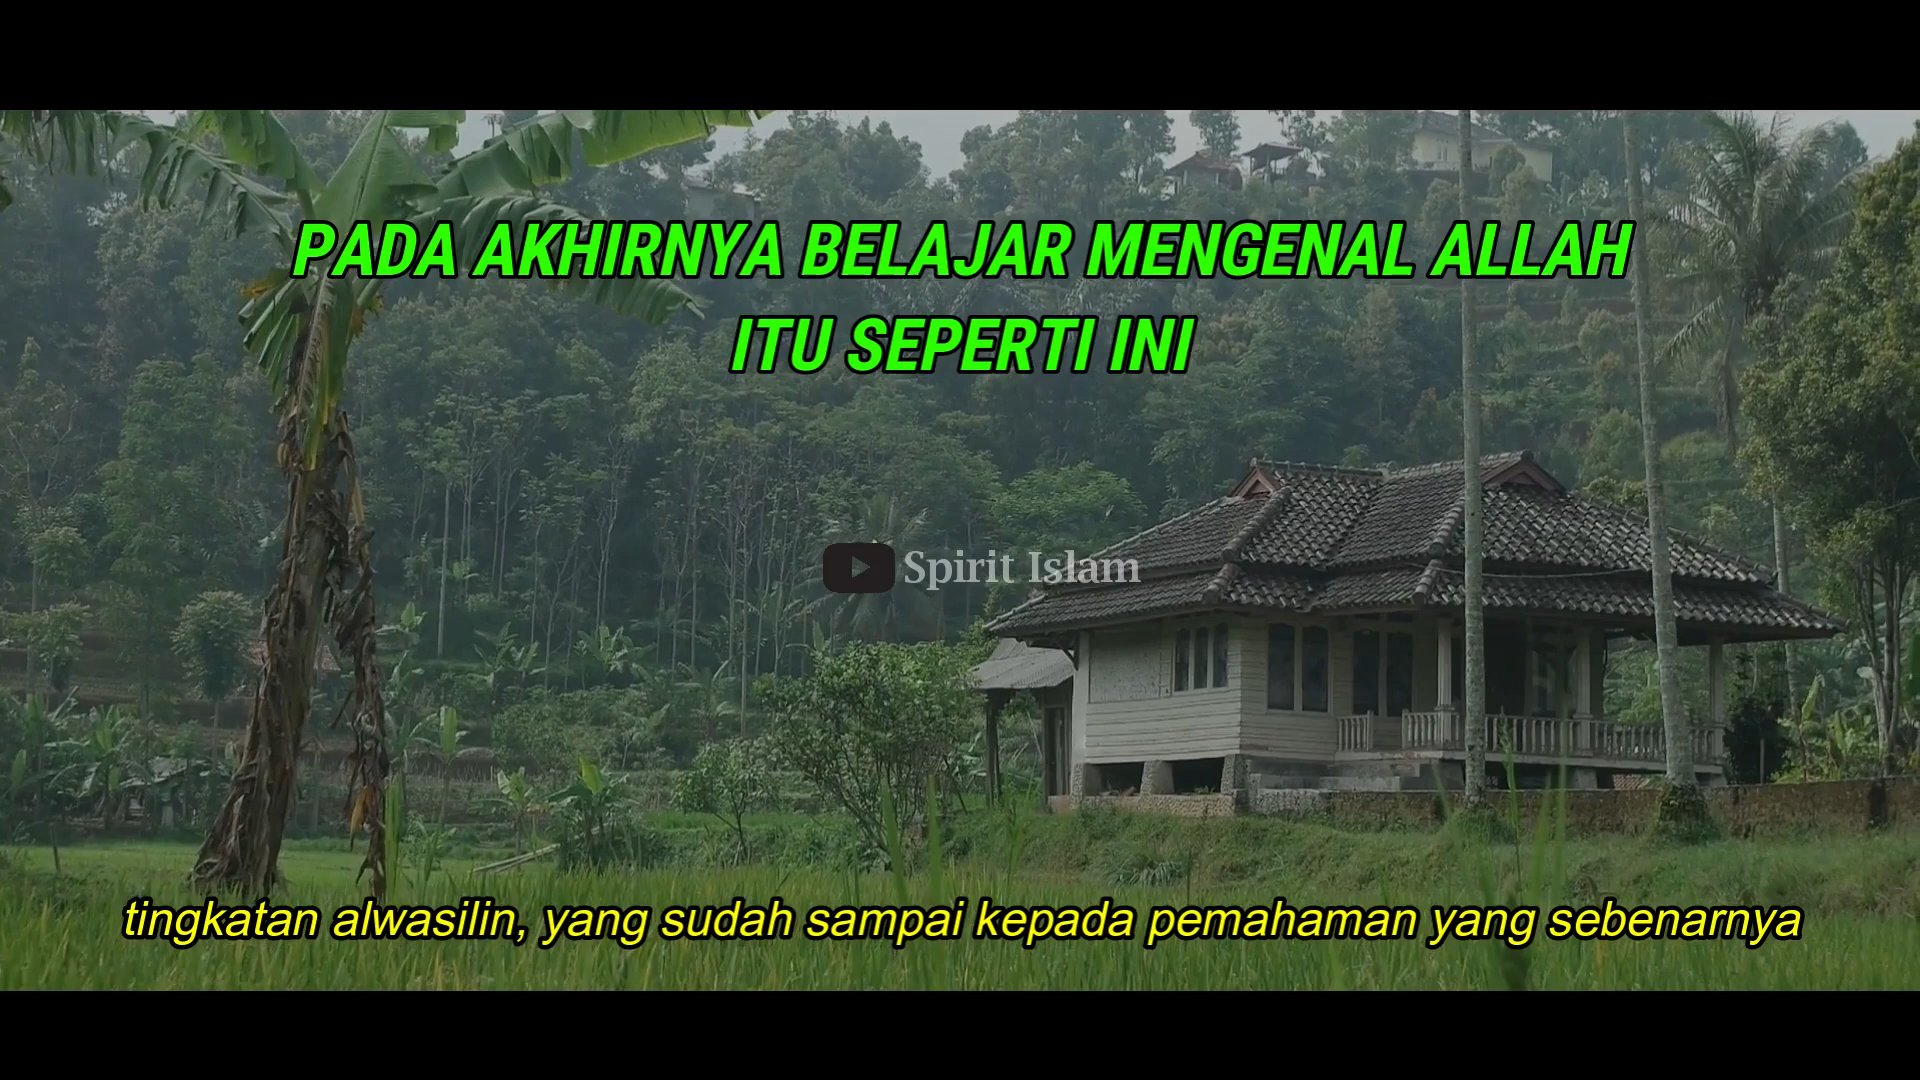 PADA AKHIRNYA BELAJAR MENGENAL ALLAH
ITU SEPERTI INI
Spirit Islam
tingkatan alwasilin, yang sudah sampai kepada pemahaman yang sebenarnya